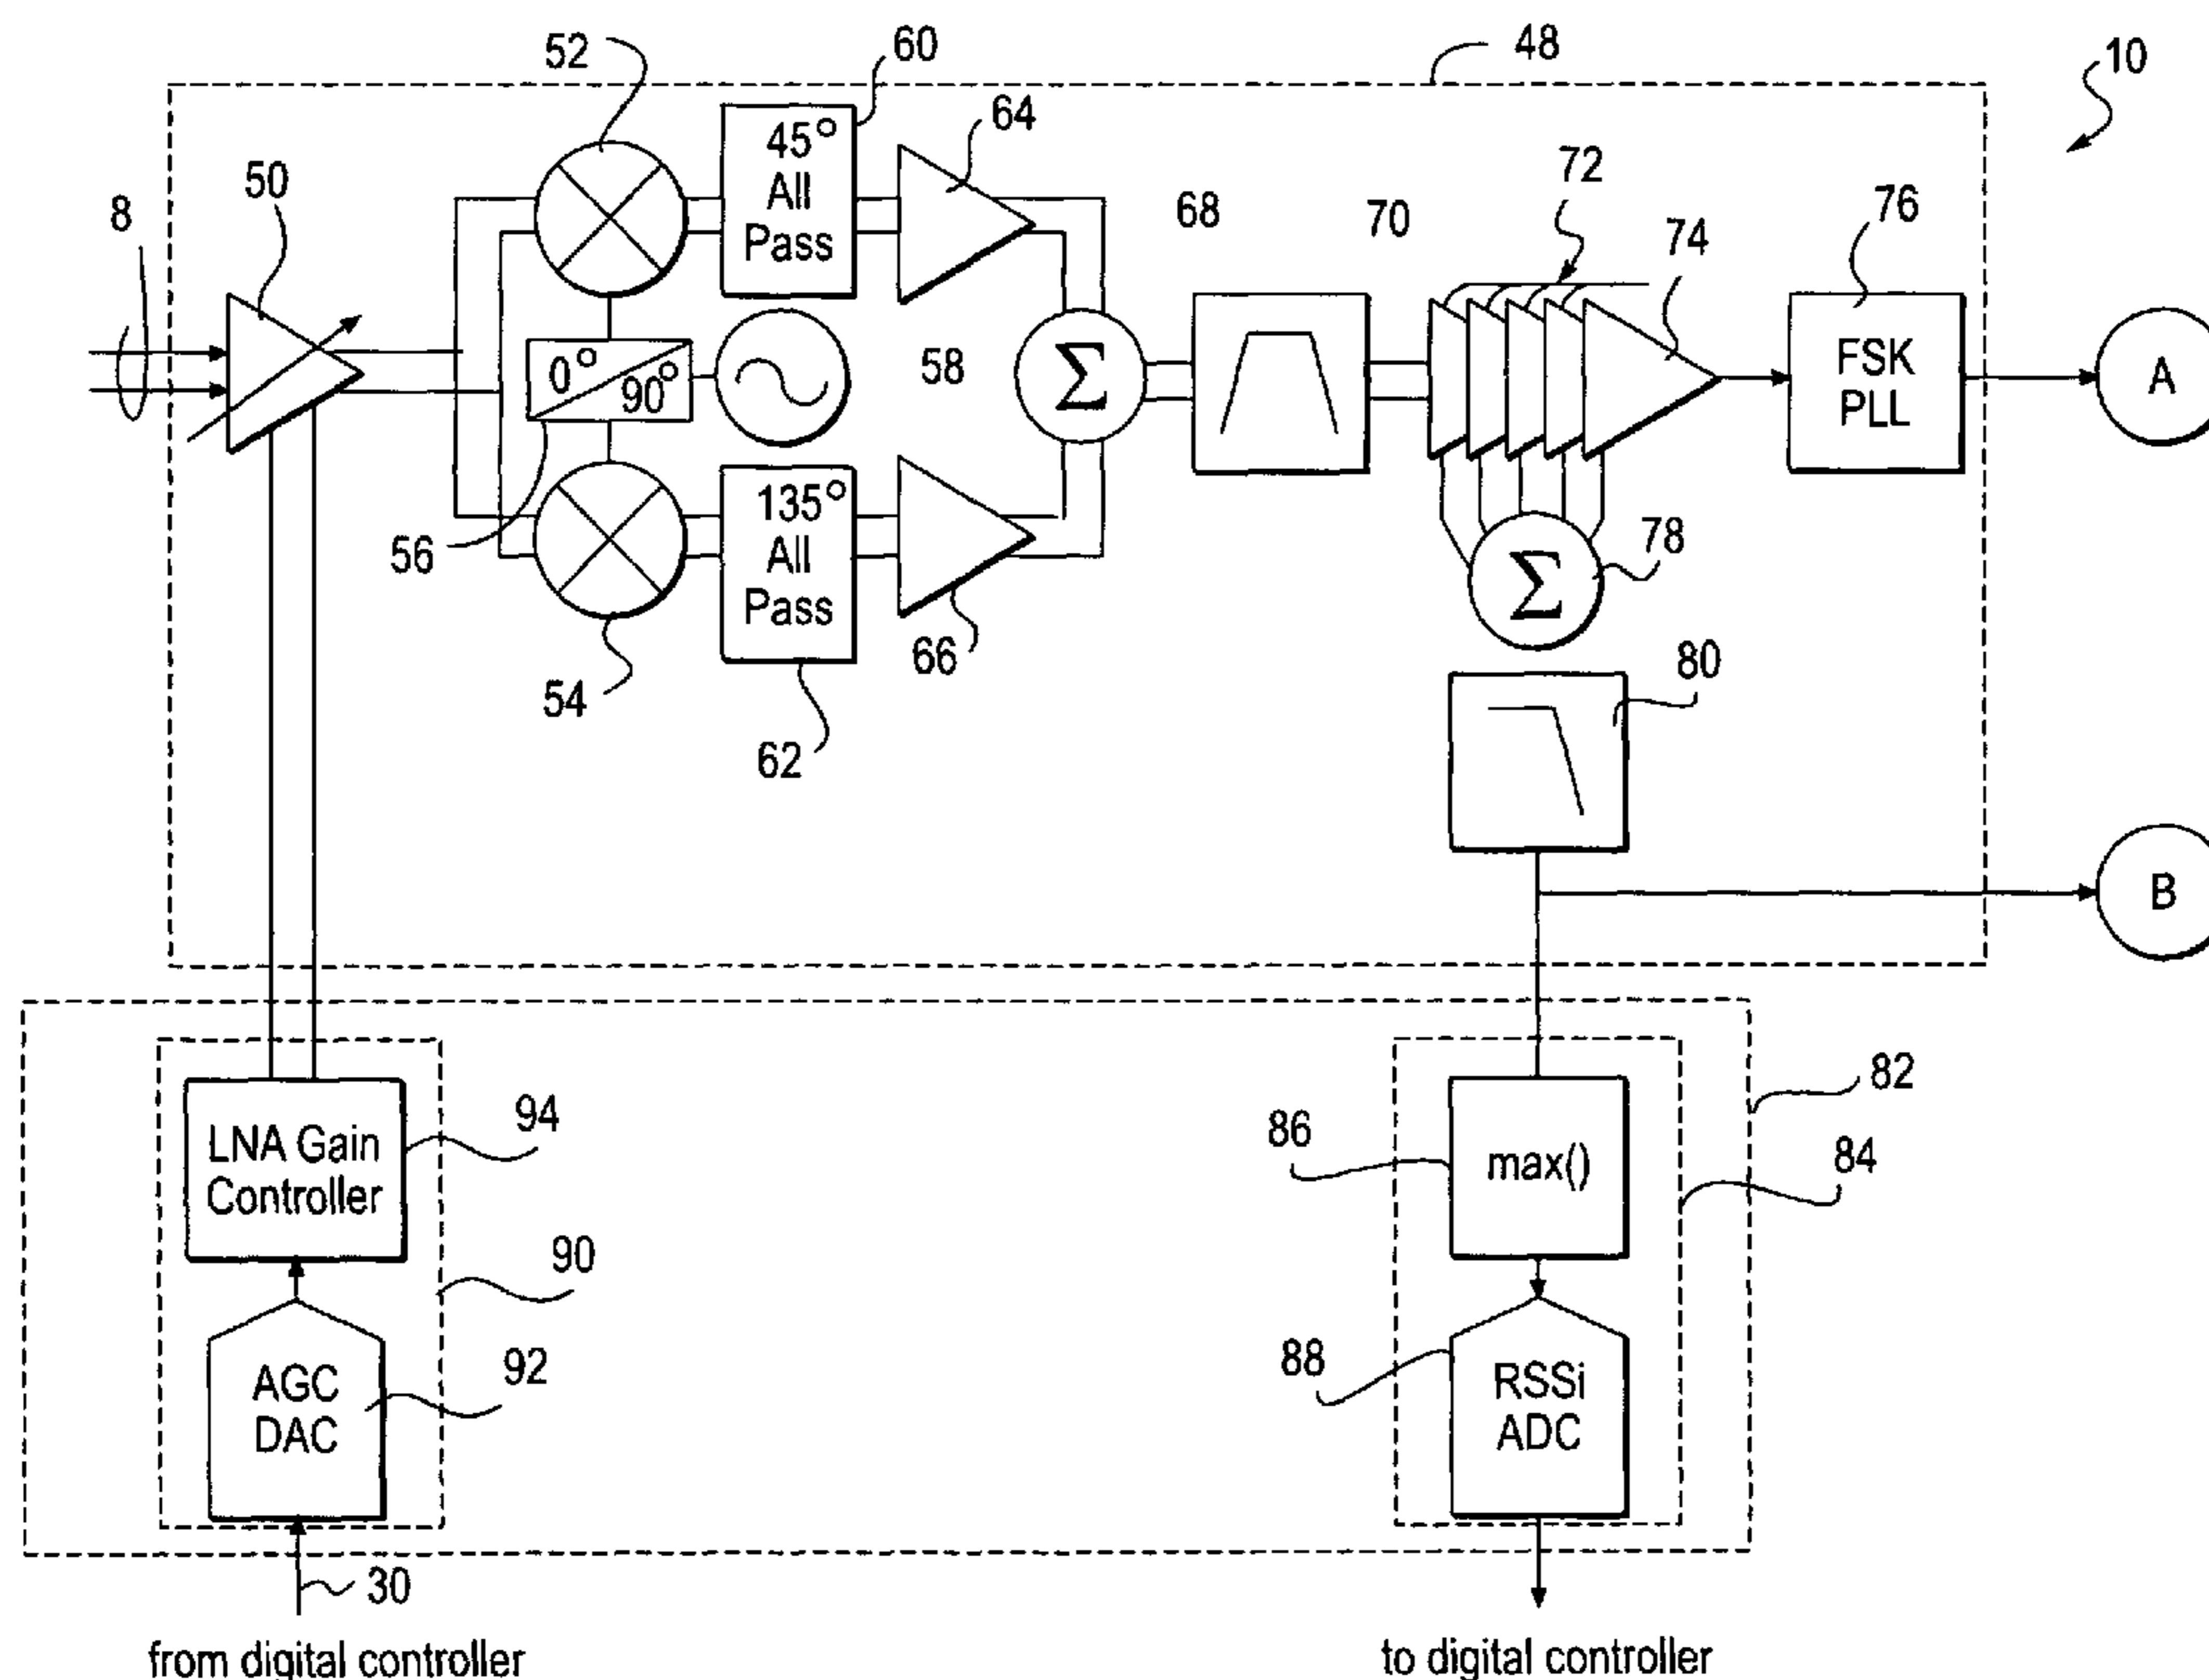 52
60
48
10
64
45°
All
Pass
50
8
68
70
72
74
76
0°
90°
58
Σ
FSK
PLL
A
56
135°
All
Pass
66
54
62
Σ
78
80
B
LNA Gain
Controller
94
90
AGC
DAC
92
86
max()
82
84
88
RSSi
ADC
30
from digital controller
to digital controller